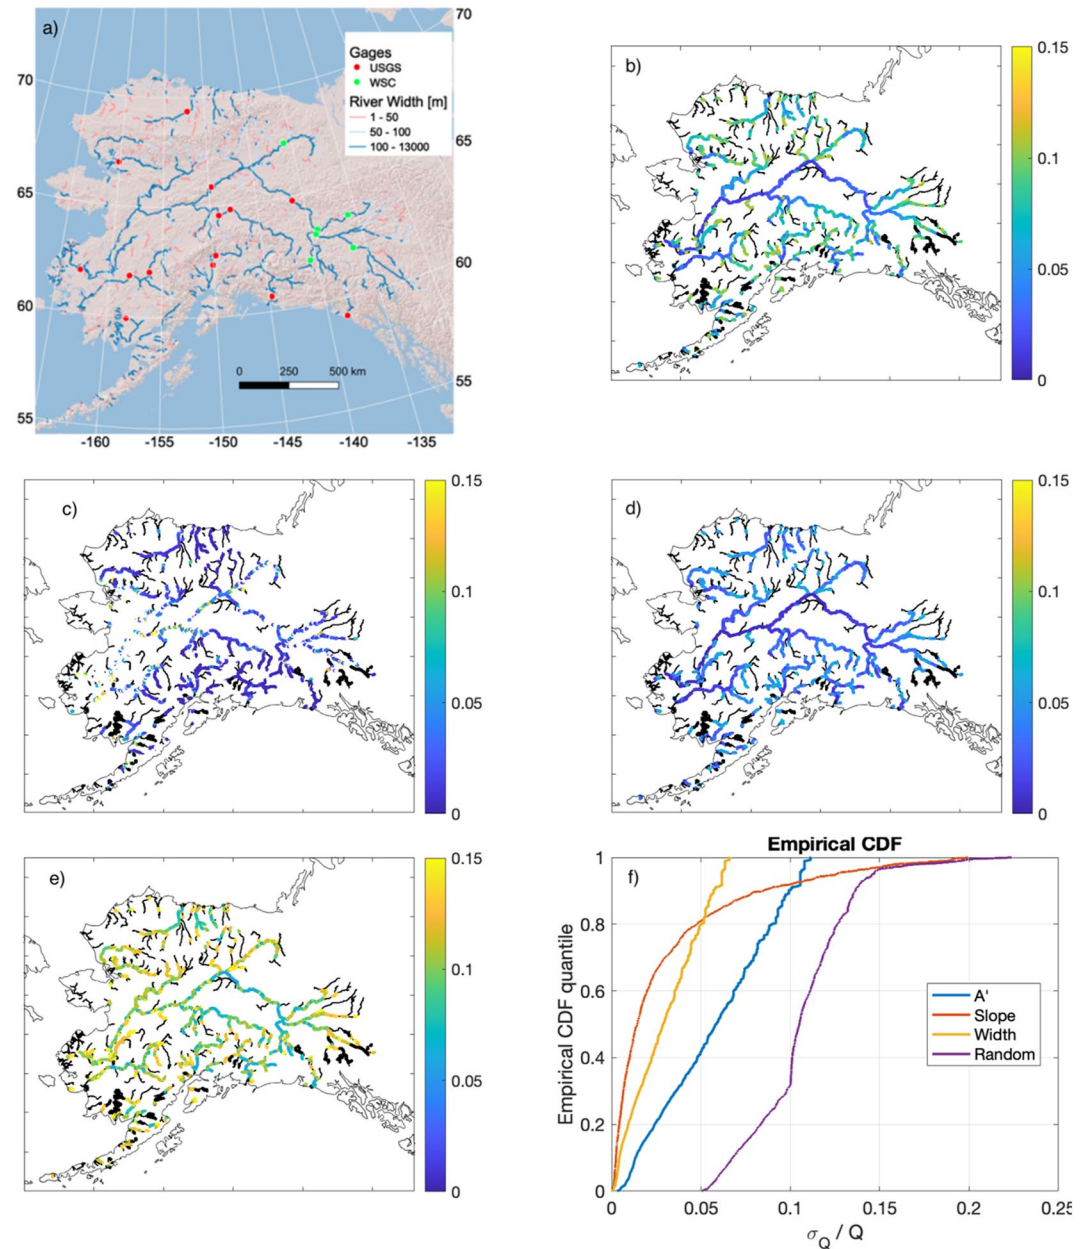 a)
70
Gages
USGS
WSC
River Width [m]
1 - 50
50 - 100
100 - 13000
70
65
65
60
60
55
55
0 250 500 km
-160 -155 -150 -145 -140 -135
b)
0.15
0.1
0.05
0
c)
0.15
0.1
0.05
0
d)
0.15
0.1
0.05
0
e)
0.15
0.1
0.05
0
Empirical CDF
f)
Empirical CDF quantile
1
0.8
0.6
0.4
0.2
0
A'
Slope
Width
Random
0 0.05 0.1 0.15 0.2 0.25
σQ / Q